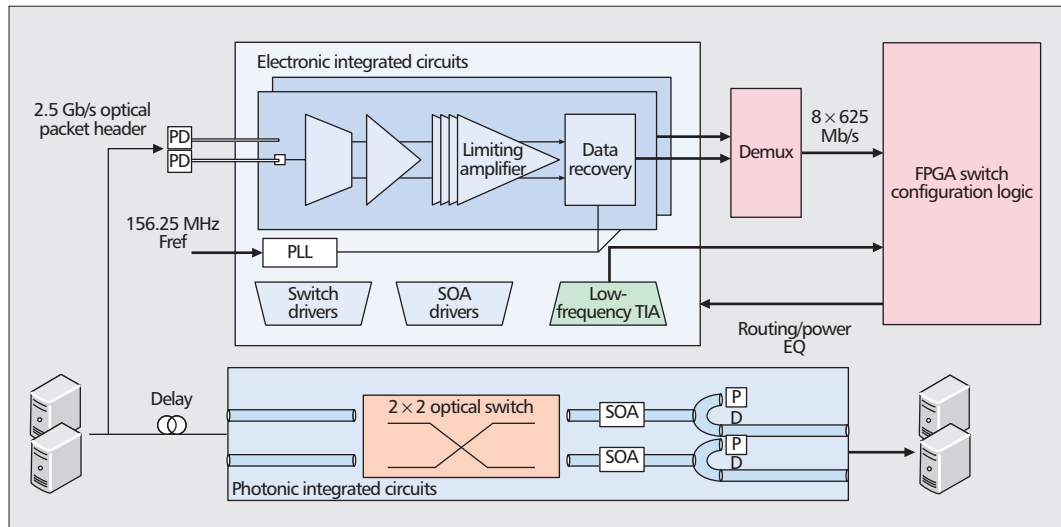 Electronic integrated circuits
2.5 Gb/s optical
packet header
PD
PD
Limiting
amplifier
Data
recovery
Demux
8 × 625
Mb/s
FPGA switch
configuration logic
156.25 MHz
Fref
PLL
Switch
drivers
SOA
drivers
Low-
frequency TIA
Routing/power
EQ
Delay
2 × 2 optical switch
SOA
P
D
SOA
P
D
Photonic integrated circuits